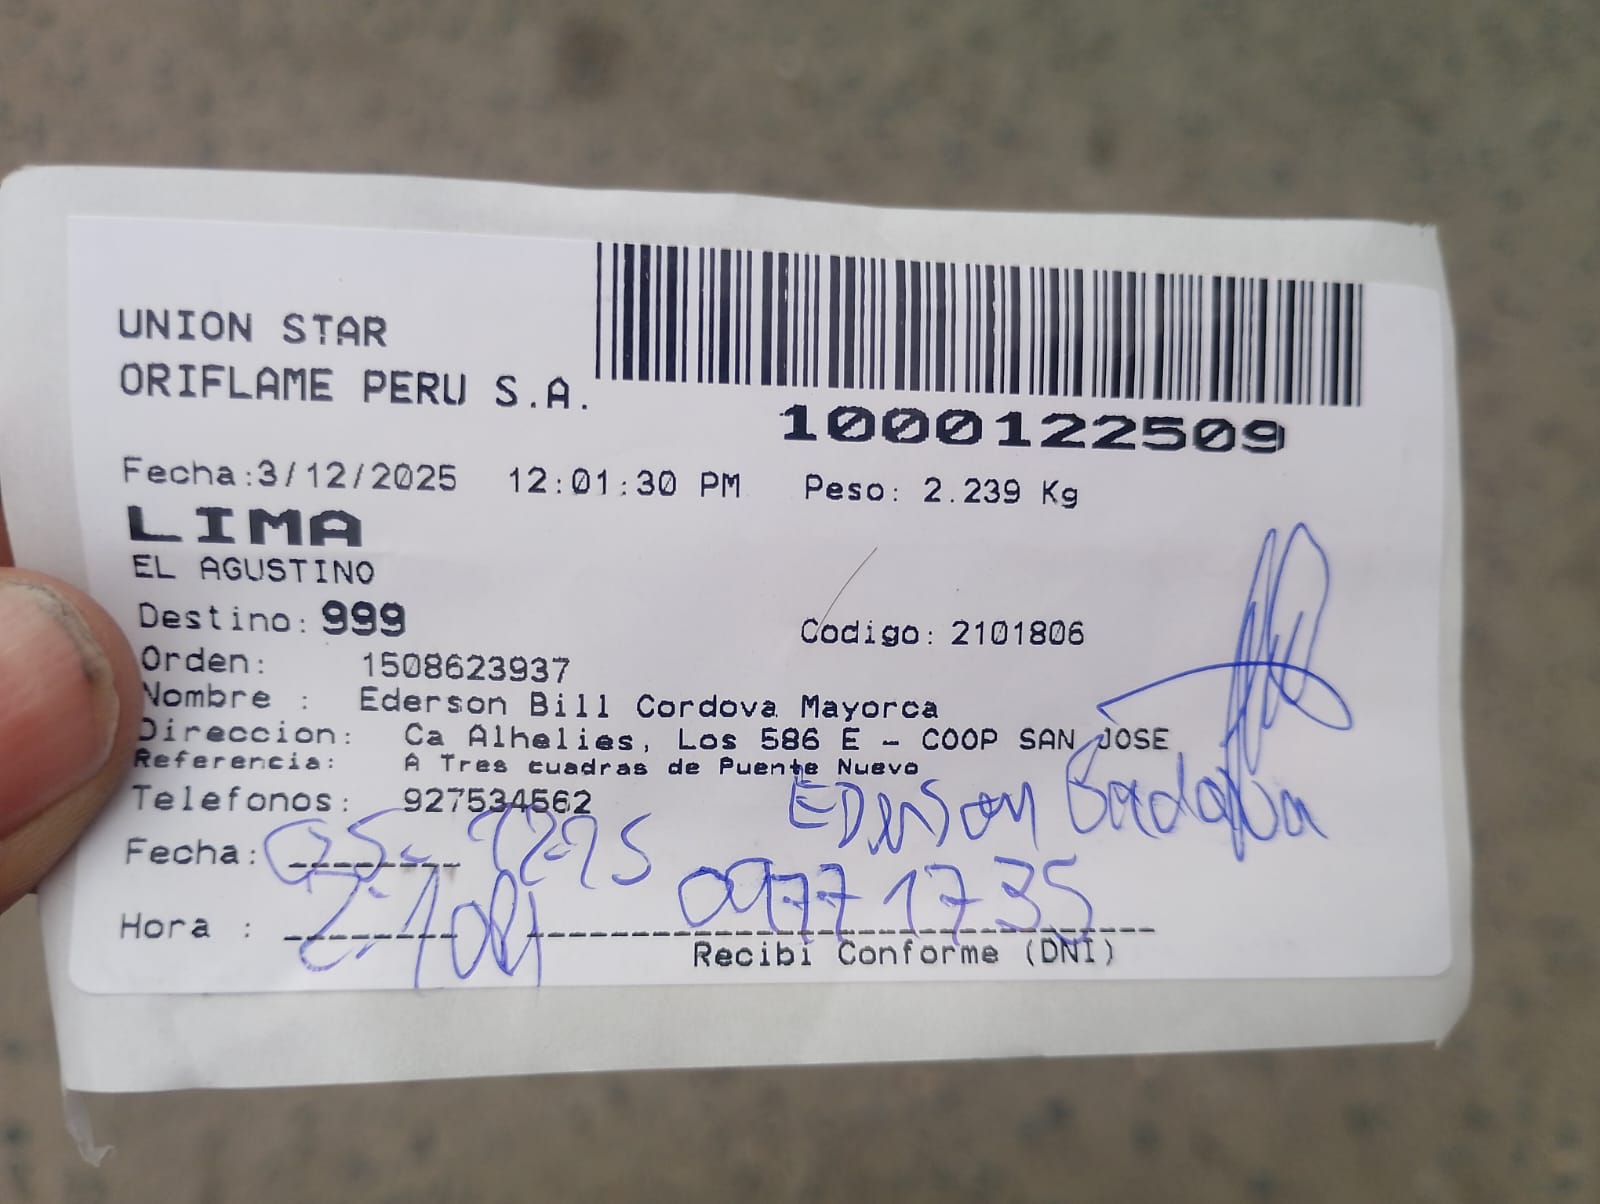 UNION STAR
ORIFLAME PERU S.A.
1000122509
Fecha:3/12/2025 12:01:30 PM Peso: 2.239 Kg
LIMA
EL AGUSTINO
Destino: 999 Codigo: 2101806
Orden: 1508623937
Nombre : Ederson Bill Cordova Mayorca
Direccion: Ca Alhelies, Los 586 E - COOP SAN JOSE
Referencia: A Tres cuadras de Puente Nuevo
Telefonos: 927534562
EDerson
Fecha:
Hora :
Recibi Conforme (DNI)